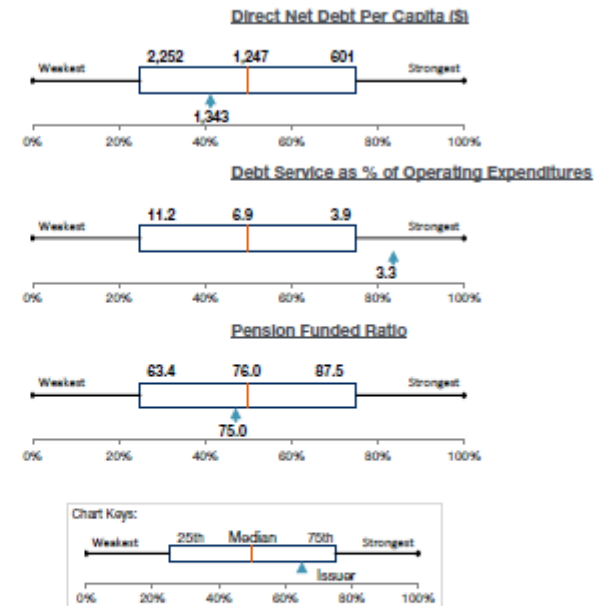 Direct Net Debt Per Capita ($)
2,252 1,247 601
Weakest Strongest
1,343
0% 20% 40% 60% 80% 100%
Debt Service as % of Operating Expenditures
11.2 6.9 3.9
Weakest Strongest
3.3
0% 20% 40% 60% 80% 100%
Pension Funded Ratio
63.4 76.0 87.5
Weakest Strongest
75.0
0% 20% 40% 60% 80% 100%
Chart Keys:
Weakest 25th Median 75th Strongest
Issuer
0% 20% 40% 60% 80% 100%